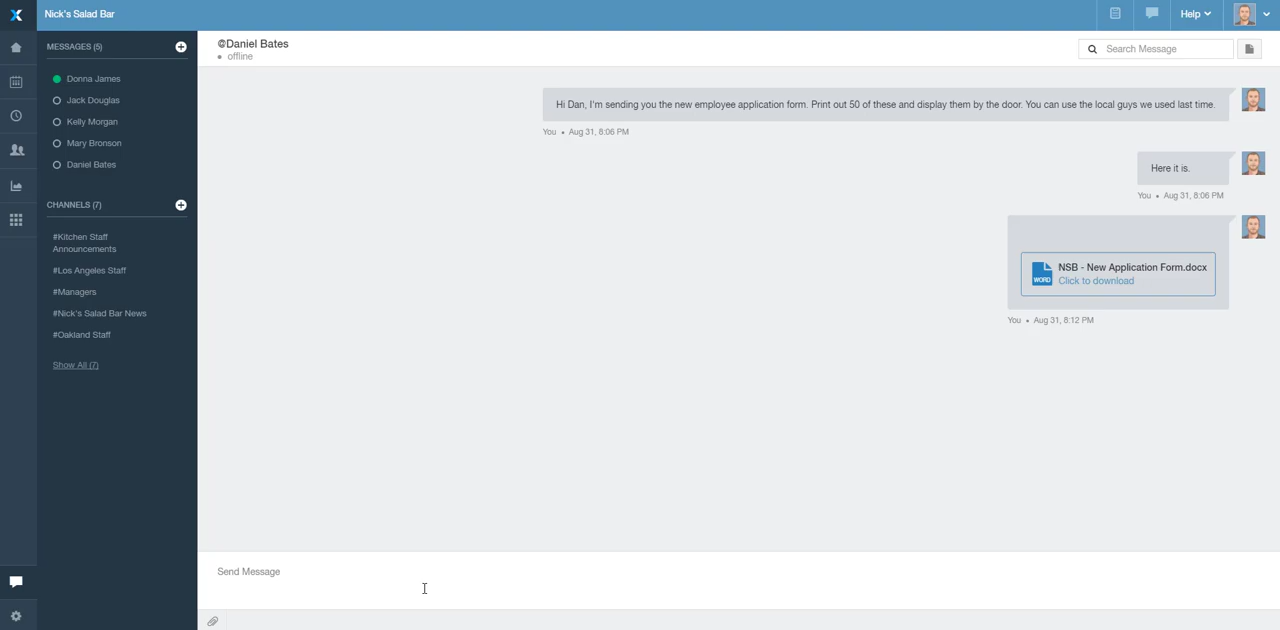 Nick's Salad Bar
Help
MESSAGES (5)
Donna James
Jack Douglas
Kelly Morgan
Mary Bronson
Daniel Bates
CHANNELS (7)
#Kitchen Staff
Announcements
#Los Angeles Staff
#Managers
#Nick's Salad Bar News
#Oakland Staff
Show All (7)
@Daniel Bates
offline
Search Message
Hi Dan, I'm sending you the new employee application form. Print out 50 of these and display them by the door. You can use the local guys we used last time.
You • Aug 31, 8:06 PM
Here it is.
You • Aug 31, 8:06 PM
WORD
NSB - New Application Form.docx
Click to download
You • Aug 31, 8:12 PM
Send Message